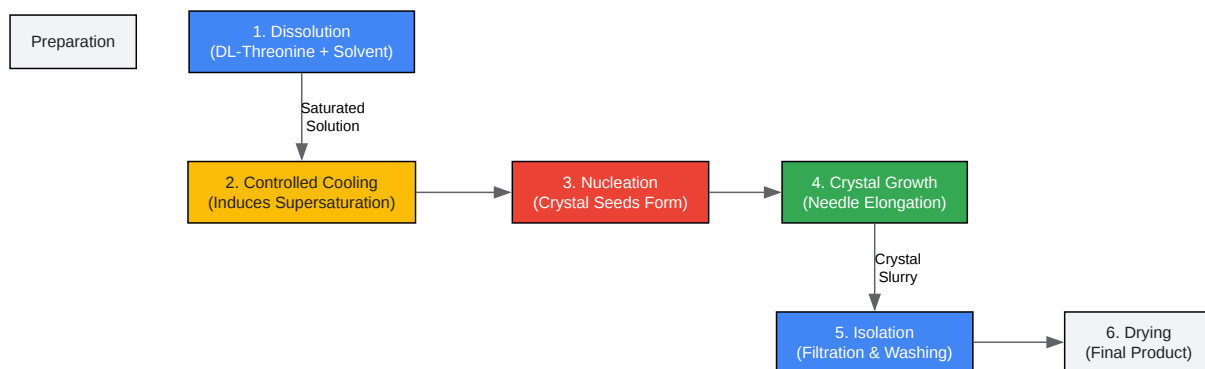 Preparation
1. Dissolution
(DL-Threonine + Solvent)
Saturated
Solution
2. Controlled Cooling
(Induces Supersaturation)
3. Nucleation
(Crystal Seeds Form)
4. Crystal Growth
(Needle Elongation)
Crystal
Slurry
5. Isolation
(Filtration & Washing)
6. Drying
(Final Product)